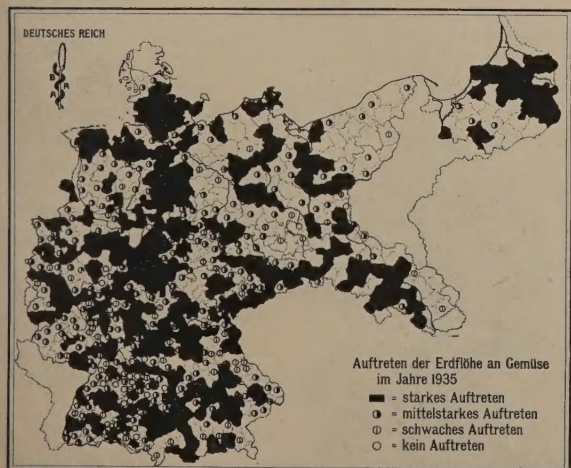 DEUTSCHES REICH
B R
A
Auftreten der Erdflöhe an Gemüse
im Jahre 1935
= starkes Auftreten
= mittelstarkes Auftreten
= schwaches Auftreten
= kein Auftreten